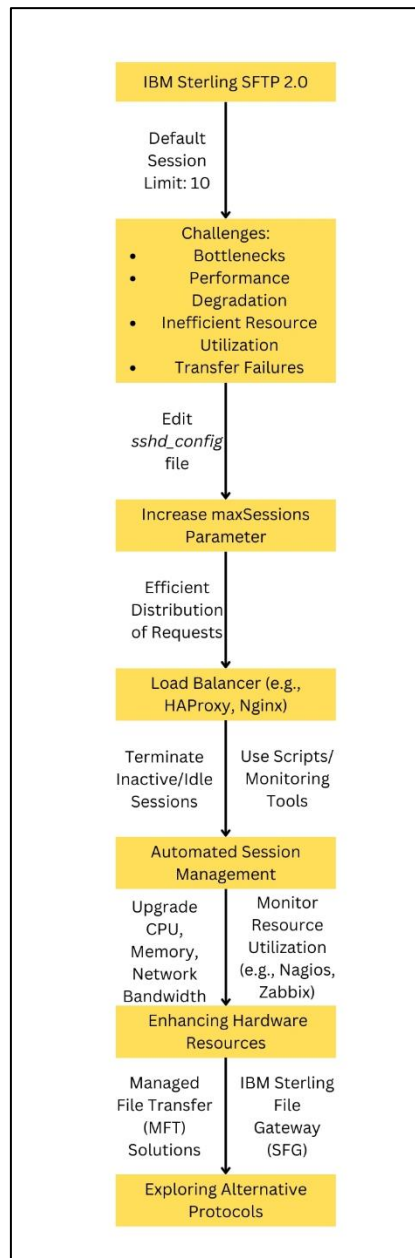 IBM Sterling SFTP 2.0
Default
Session
Limit: 10
Challenges:
• Bottlenecks
• Performance
Degradation
• Inefficient Resource
Utilization
• Transfer Failures
Edit
sshd_config
file
Increase maxSessions
Parameter
Efficient
Distribution
of Requests
Load Balancer (e.g.,
HAProxy, Nginx)
Terminate
Inactive/Idle
Sessions
Use Scripts/
Monitoring
Tools
Automated Session
Management
Upgrade
CPU,
Memory,
Network
Bandwidth
Monitor
Resource
Utilization
(e.g., Nagios,
Zabbix)
Enhancing Hardware
Resources
Managed
File Transfer
(MFT)
Solutions
IBM Sterling
File
Gateway
(SFG)
Exploring Alternative
Protocols